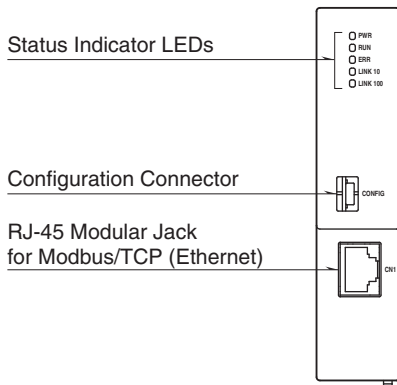 Status Indicator LEDs
PWR
RUN
ERR
LINK 10
LINK 100
Configuration Connector
CONFIG
RJ-45 Modular Jack
for Modbus/TCP (Ethernet)
CN1